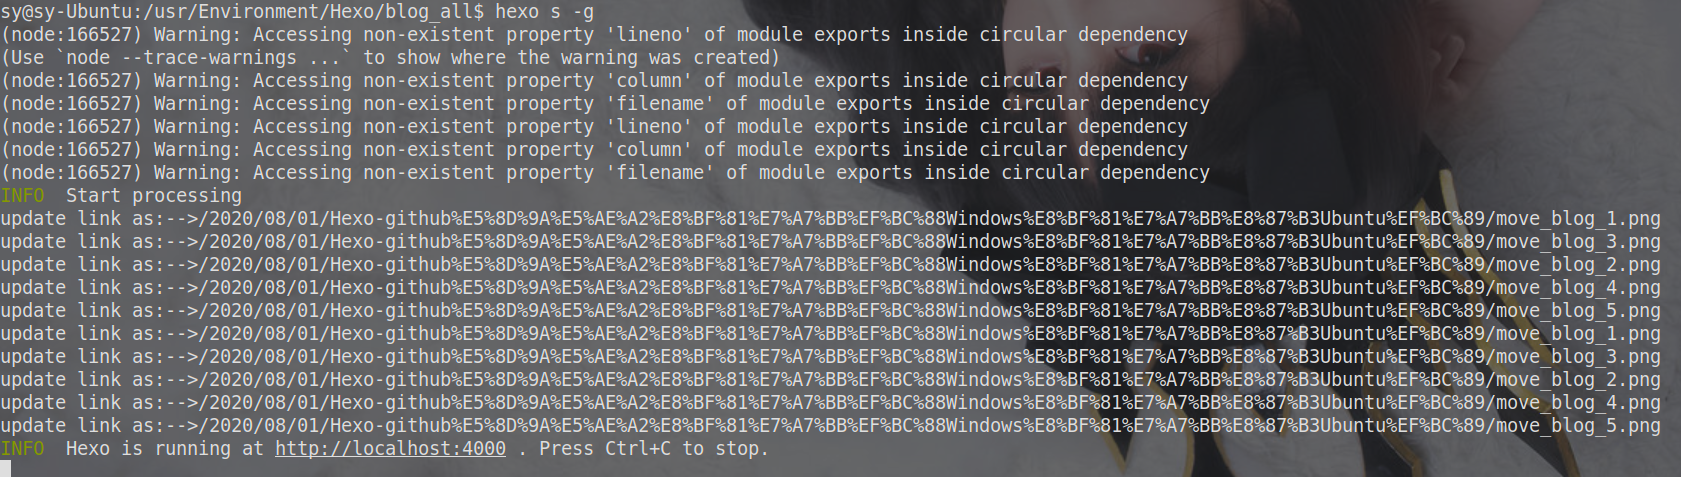 sy@sy-Ubuntu:/usr/Environment/Hexo/blog_all$ hexo s -g
(node:166527) Warning: Accessing non-existent property 'lineno' of module exports inside circular dependency
(Use `node --trace-warnings ...` to show where the warning was created)
(node:166527) Warning: Accessing non-existent property 'column' of module exports inside circular dependency
(node:166527) Warning: Accessing non-existent property 'filename' of module exports inside circular dependency
(node:166527) Warning: Accessing non-existent property 'lineno' of module exports inside circular dependency
(node:166527) Warning: Accessing non-existent property 'column' of module exports inside circular dependency
(node:166527) Warning: Accessing non-existent property 'filename' of module exports inside circular dependency
INFO  Start processing
update link as:-->/2020/08/01/Hexo-github%E5%8D%9A%E5%AE%A2%E8%BF%81%E7%A7%BB%EF%BC%88Windows%E8%BF%81%E7%A7%BB%E8%87%B3Ubuntu%EF%BC%89/move_blog_1.png
update link as:-->/2020/08/01/Hexo-github%E5%8D%9A%E5%AE%A2%E8%BF%81%E7%A7%BB%EF%BC%88Windows%E8%BF%81%E7%A7%BB%E8%87%B3Ubuntu%EF%BC%89/move_blog_3.png
update link as:-->/2020/08/01/Hexo-github%E5%8D%9A%E5%AE%A2%E8%BF%81%E7%A7%BB%EF%BC%88Windows%E8%BF%81%E7%A7%BB%E8%87%B3Ubuntu%EF%BC%89/move_blog_2.png
update link as:-->/2020/08/01/Hexo-github%E5%8D%9A%E5%AE%A2%E8%BF%81%E7%A7%BB%EF%BC%88Windows%E8%BF%81%E7%A7%BB%E8%87%B3Ubuntu%EF%BC%89/move_blog_4.png
update link as:-->/2020/08/01/Hexo-github%E5%8D%9A%E5%AE%A2%E8%BF%81%E7%A7%BB%EF%BC%88Windows%E8%BF%81%E7%A7%BB%E8%87%B3Ubuntu%EF%BC%89/move_blog_5.png
update link as:-->/2020/08/01/Hexo-github%E5%8D%9A%E5%AE%A2%E8%BF%81%E7%A7%BB%EF%BC%88Windows%E8%BF%81%E7%A7%BB%E8%87%B3Ubuntu%EF%BC%89/move_blog_1.png
update link as:-->/2020/08/01/Hexo-github%E5%8D%9A%E5%AE%A2%E8%BF%81%E7%A7%BB%EF%BC%88Windows%E8%BF%81%E7%A7%BB%E8%87%B3Ubuntu%EF%BC%89/move_blog_3.png
update link as:-->/2020/08/01/Hexo-github%E5%8D%9A%E5%AE%A2%E8%BF%81%E7%A7%BB%EF%BC%88Windows%E8%BF%81%E7%A7%BB%E8%87%B3Ubuntu%EF%BC%89/move_blog_2.png
update link as:-->/2020/08/01/Hexo-github%E5%8D%9A%E5%AE%A2%E8%BF%81%E7%A7%BB%EF%BC%88Windows%E8%BF%81%E7%A7%BB%E8%87%B3Ubuntu%EF%BC%89/move_blog_4.png
update link as:-->/2020/08/01/Hexo-github%E5%8D%9A%E5%AE%A2%E8%BF%81%E7%A7%BB%EF%BC%88Windows%E8%BF%81%E7%A7%BB%E8%87%B3Ubuntu%EF%BC%89/move_blog_5.png
INFO  Hexo is running at http://localhost:4000 . Press Ctrl+C to stop.